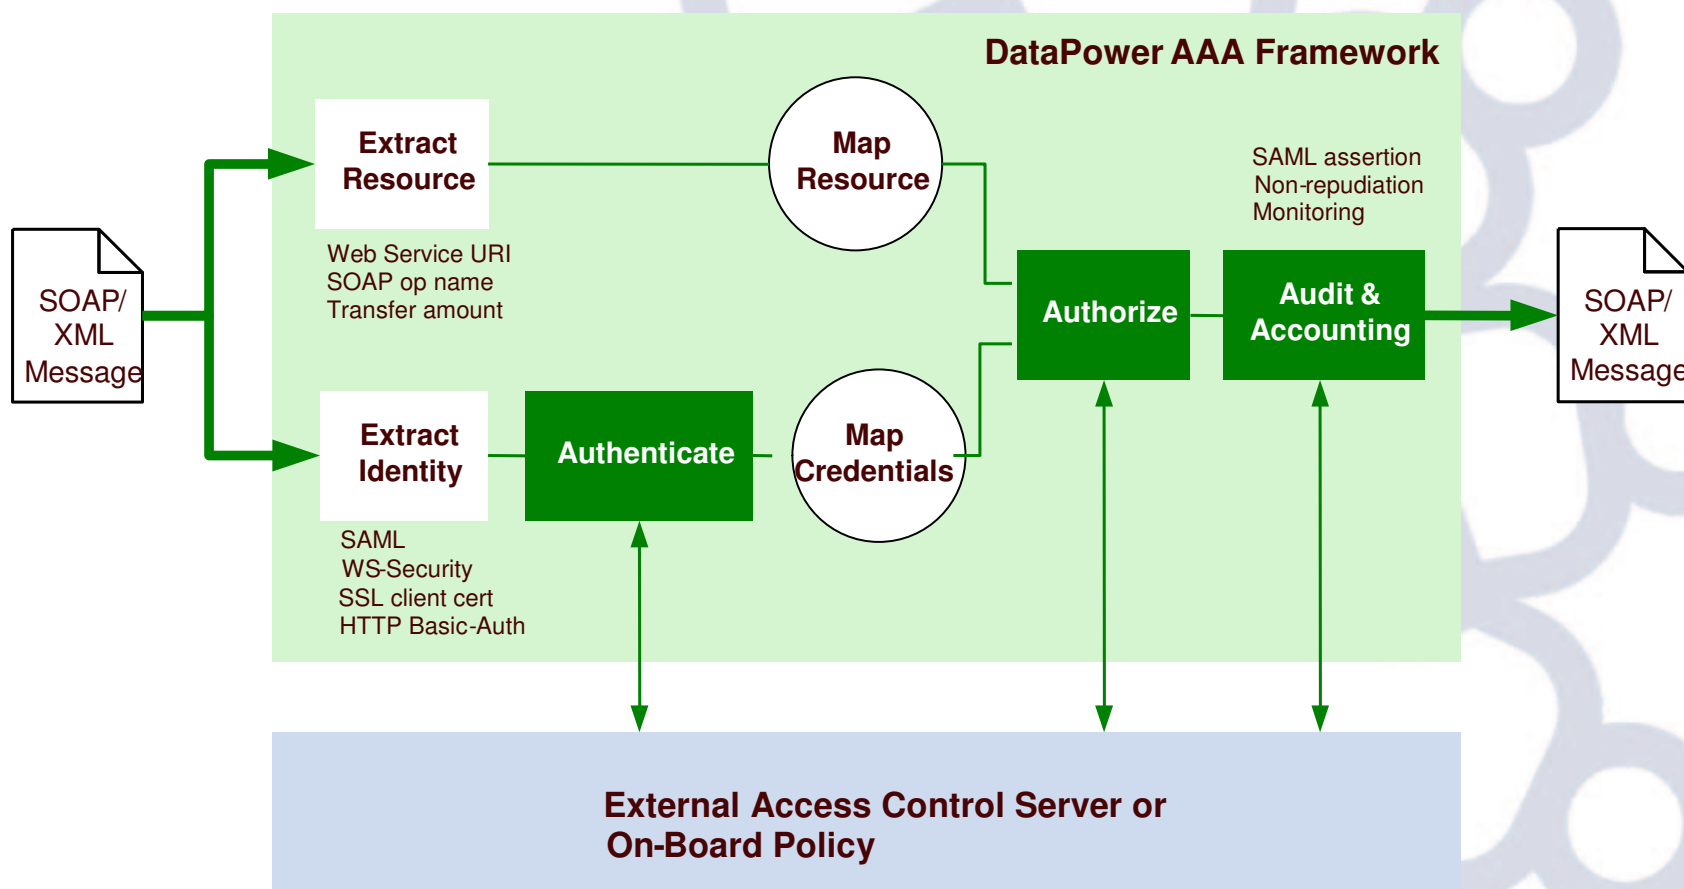 DataPower AAA Framework
Extract
Resource
Map
Resource
SAML assertion
Non-repudiation
Monitoring
Web Service URI
SOAP op name
Transfer amount
SOAP/
XML
Message
Authorize
Audit &
Accounting
SOAP/
XML
Message
Extract
Identity
Authenticate
Map
Credentials
SAML
WS-Security
SSL client cert
HTTP Basic-Auth
External Access Control Server or
On-Board Policy